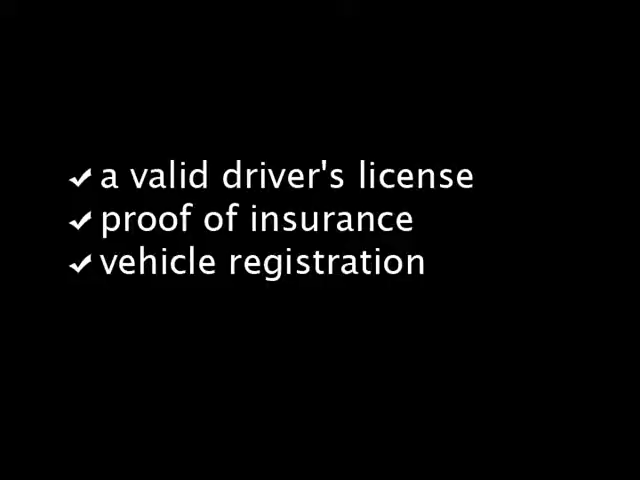 ✓ a valid driver's license
✓ proof of insurance
✓ vehicle registration